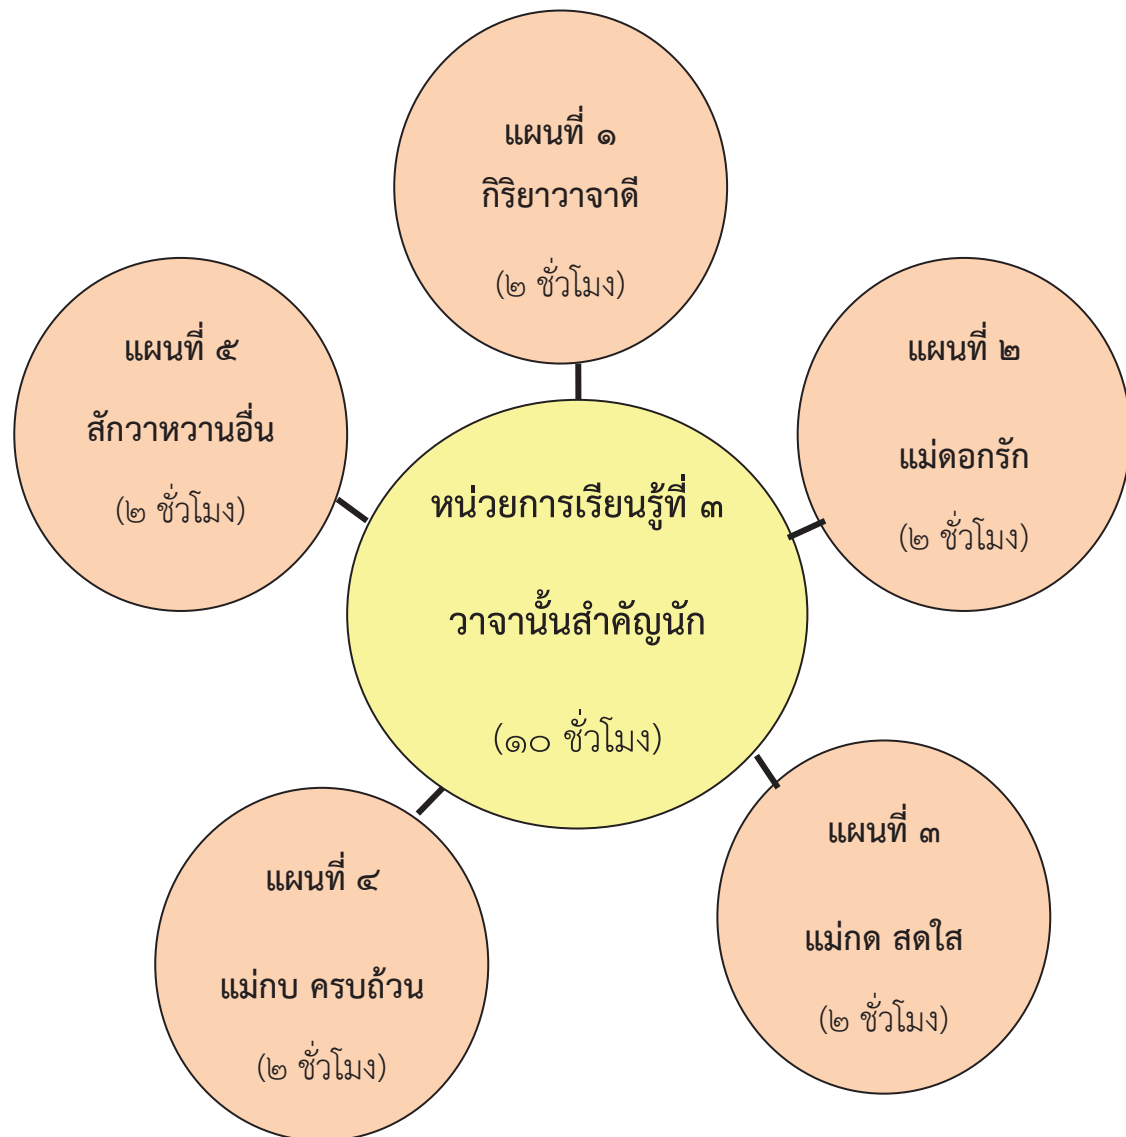 แผนที่ ๑
กิริยาวาจาดี
(๒ ชั่วโมง)
แผนที่ ๒
แม่ดอกรัก
(๒ ชั่วโมง)
แผนที่ ๓
แม่กด สดใส
(๒ ชั่วโมง)
แผนที่ ๔
แม่กบ ครบถ้วน
(๒ ชั่วโมง)
แผนที่ ๕
สักวาหวานอื่น
(๒ ชั่วโมง)
หน่วยการเรียนรู้ที่ ๓
วาจานั้นสำคัญนัก
(๑๐ ชั่วโมง)